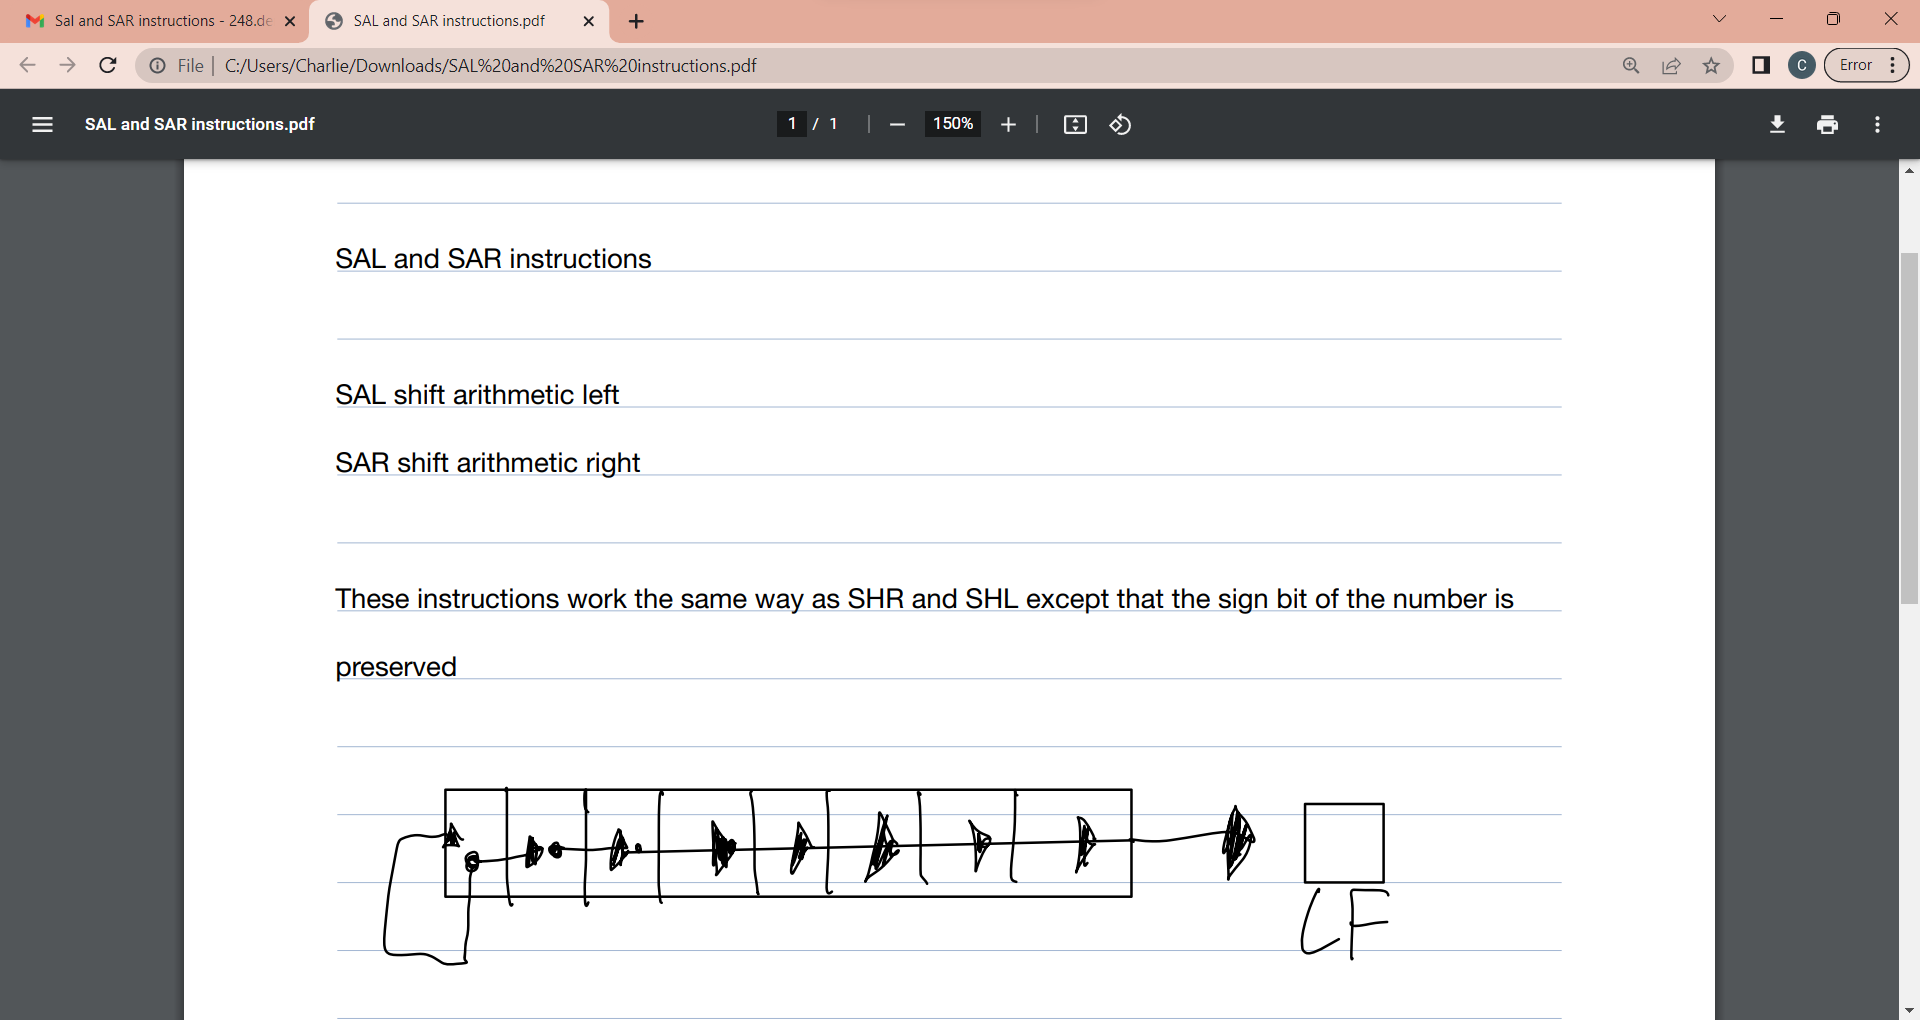 Sal and SAR instructions - 248.de
SAL and SAR instructions.pdf
File
C:/Users/Charlie/Downloads/SAL%20and%20SAR%20instructions.pdf
C
Error
SAL and SAR instructions.pdf
1 / 1
150%
SAL and SAR instructions
SAL shift arithmetic left
SAR shift arithmetic right
These instructions work the same way as SHR and SHL except that the sign bit of the number is
preserved
CF